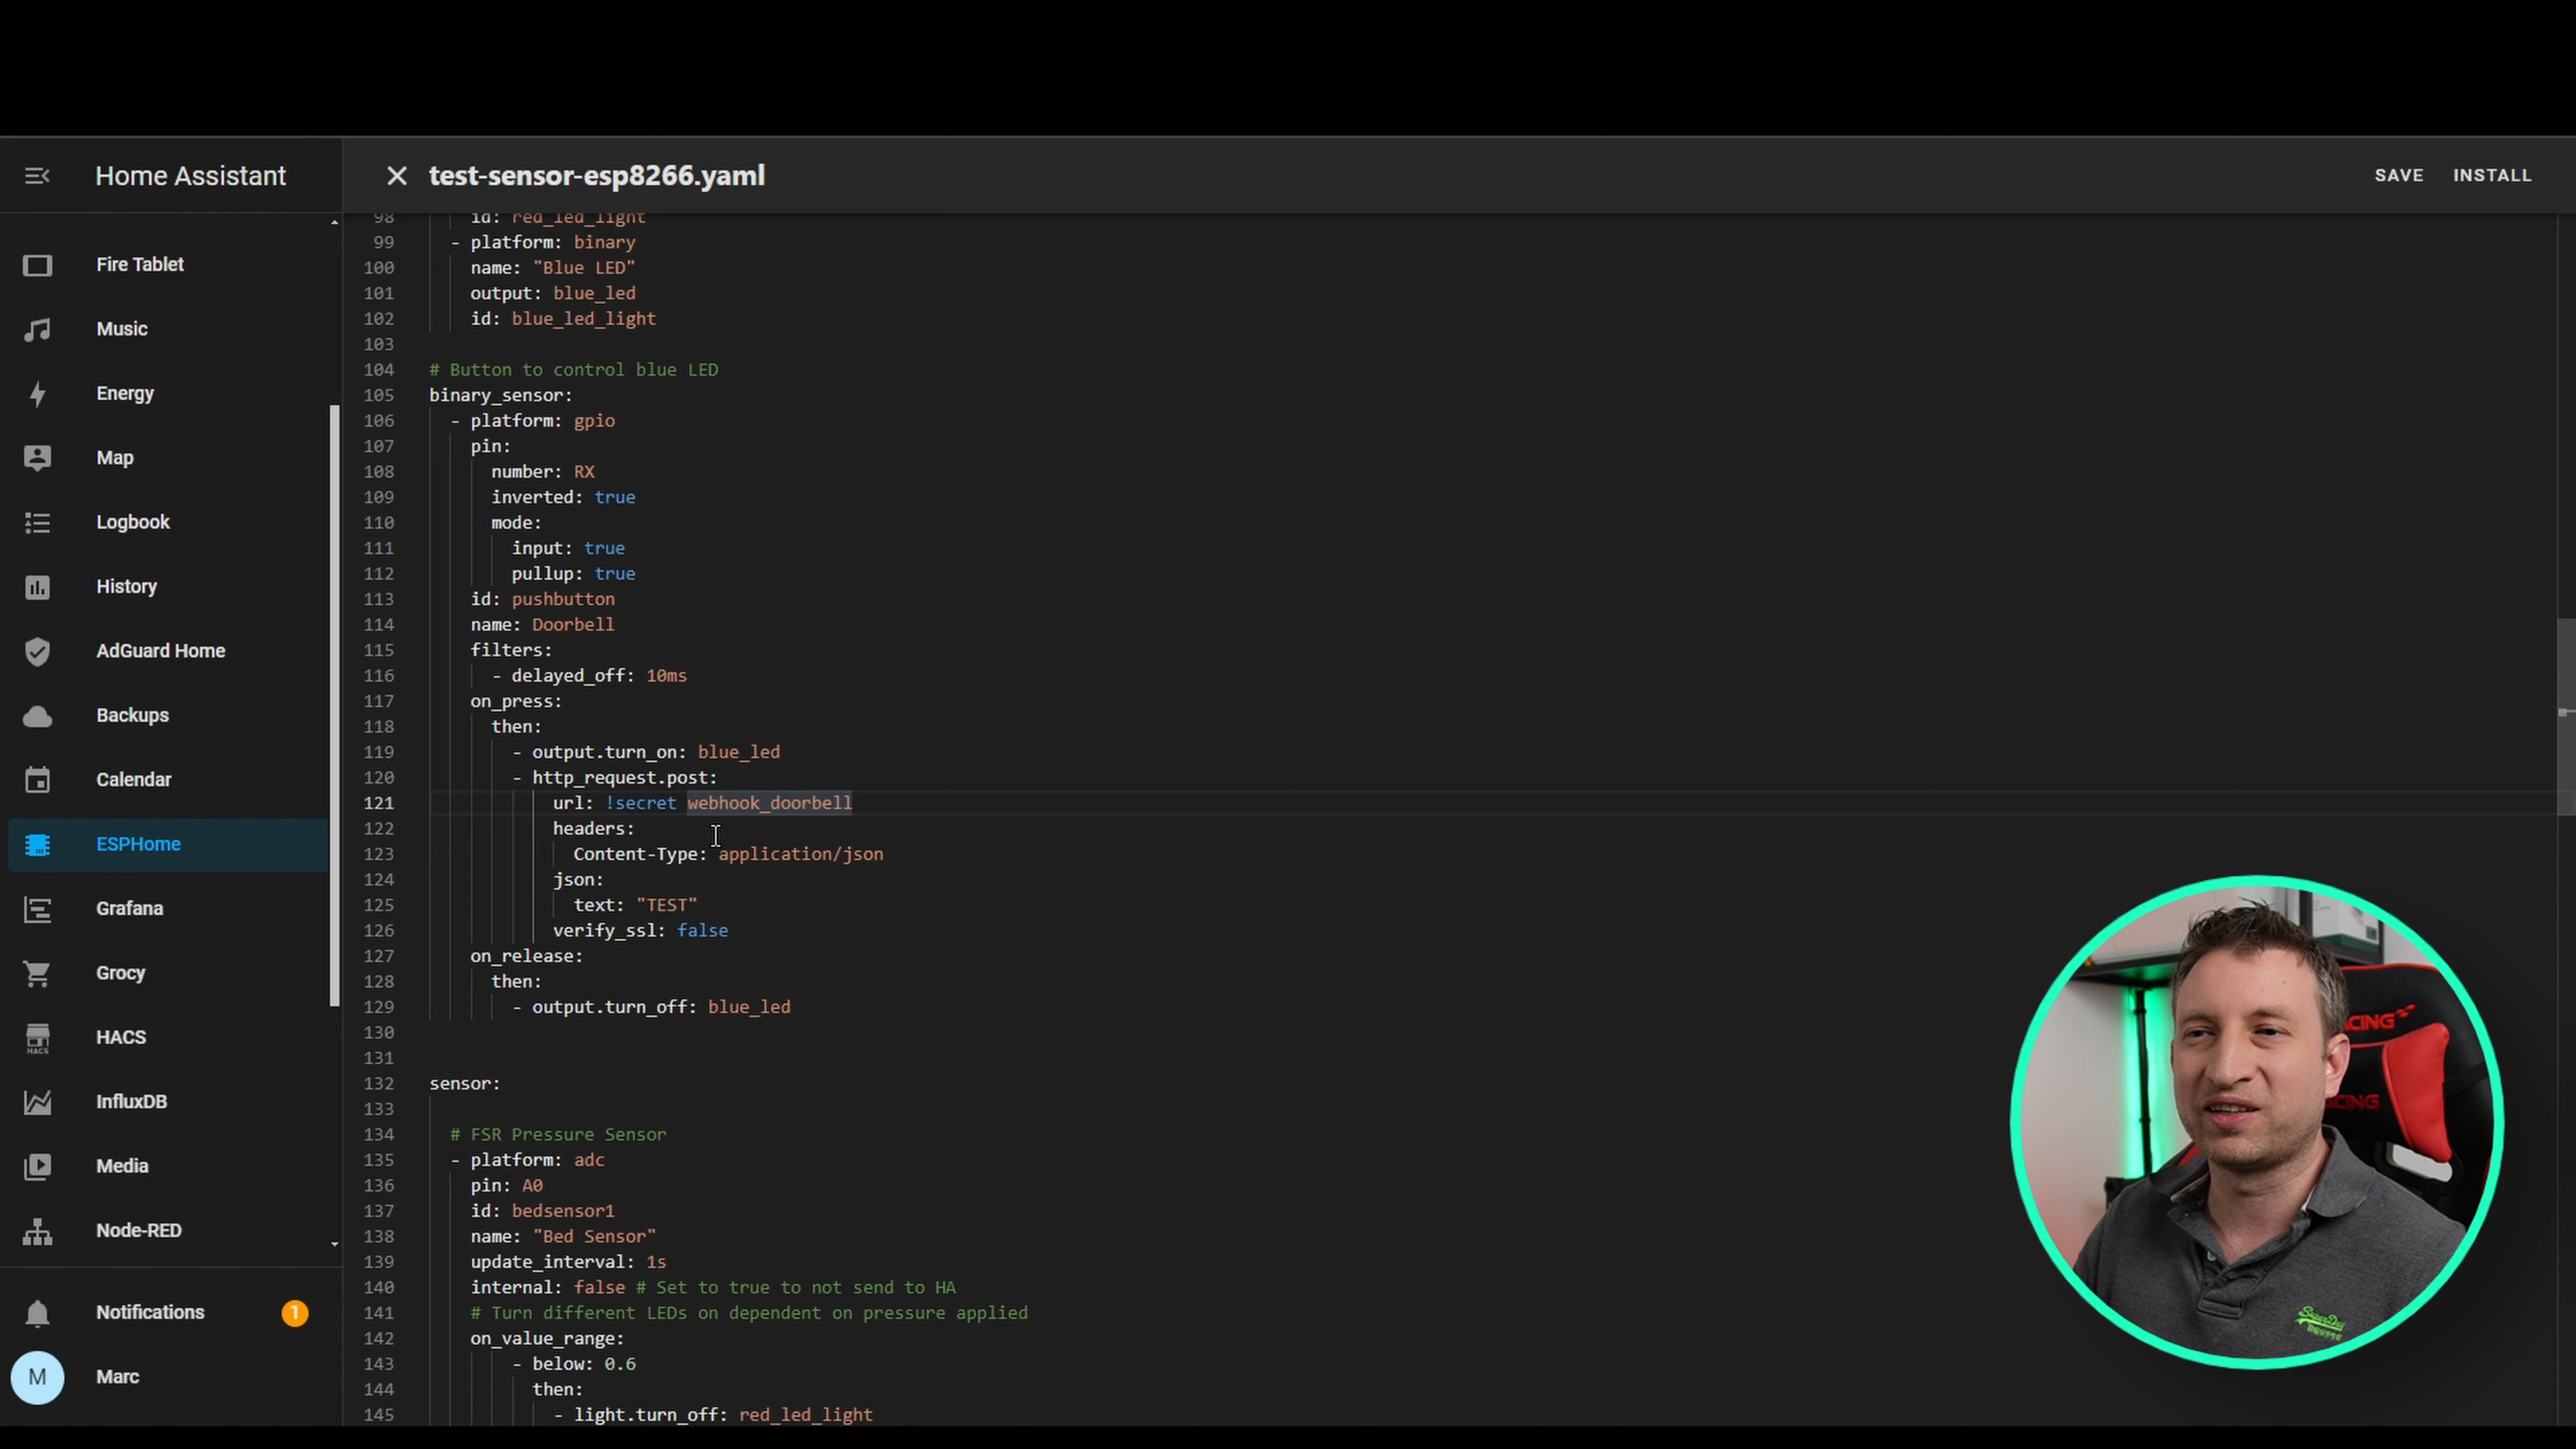 Home Assistant
test-sensor-esp8266.yaml
SAVE
INSTALL
Fire Tablet
Music
Energy
Map
Logbook
History
AdGuard Home
Backups
Calendar
ESPHome
Grafana
Grocy
HACS
HACS
InfluxDB
Media
Node-RED
Notifications
1
M
Marc
98 id: red_led_light
99 - platform: binary
100 name: "Blue LED"
101 output: blue_led
102 id: blue_led_light
103
104 # Button to control blue LED
105 binary_sensor:
106 - platform: gpio
107 pin:
108 number: RX
109 inverted: true
110 mode:
111 input: true
112 pullup: true
113 id: pushbutton
114 name: Doorbell
115 filters:
116 - delayed_off: 10ms
117 on_press:
118 then:
119 - output.turn_on: blue_led
120 - http_request.post:
121 url: !secret webhook_doorbell
122 headers:
123 Content-Type: application/json
124 json:
125 text: "TEST"
126 verify_ssl: false
127 on_release:
128 then:
129 - output.turn_off: blue_led
130
131
132 sensor:
133
134 # FSR Pressure Sensor
135 - platform: adc
136 pin: A0
137 id: bedsensor1
138 name: "Bed Sensor"
139 update_interval: 1s
140 internal: false # Set to true to not send to HA
141 # Turn different LEDs on dependent on pressure applied
142 on_value_range:
143 - below: 0.6
144 then:
145 - light.turn_off: red_led_light